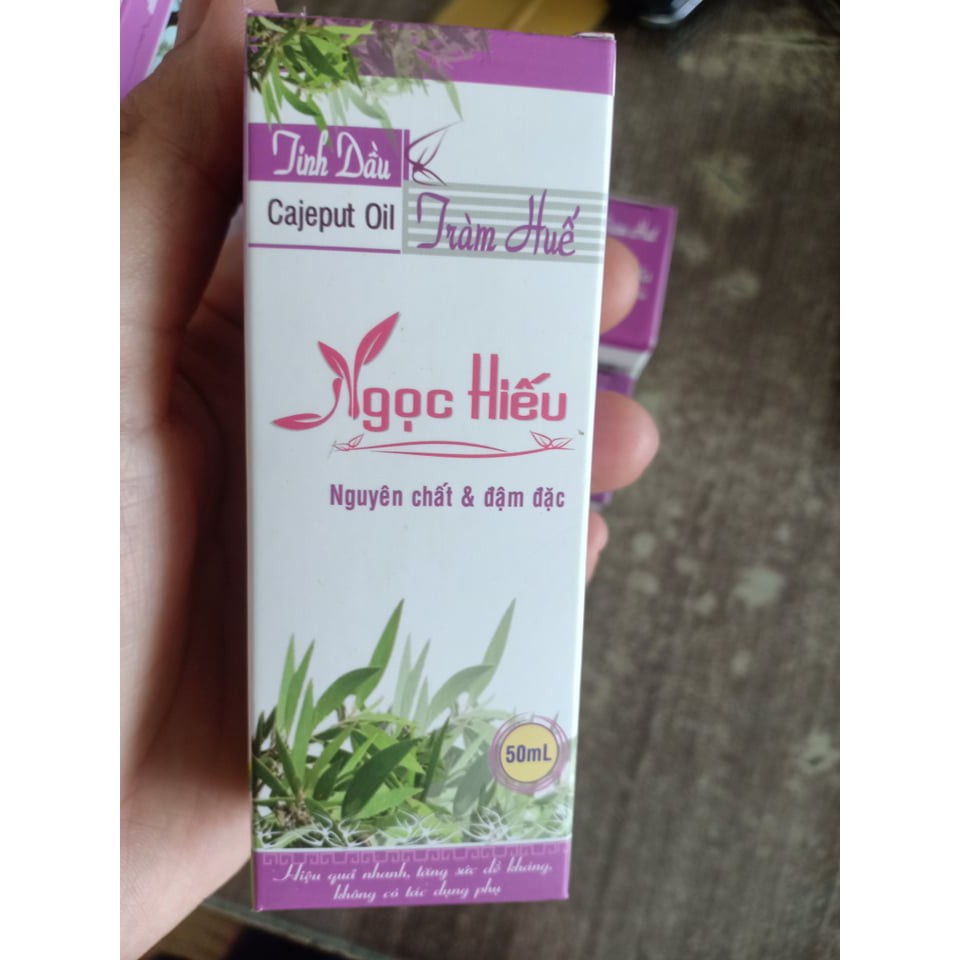 Tinh Dầu
Cajeput Oil
Tràm Huế
Ngọc Hiếu
Nguyên chất & đậm đặc
50mL
Hiệu quả nhanh, tăng sức đề kháng,
không có tác dụng phụ